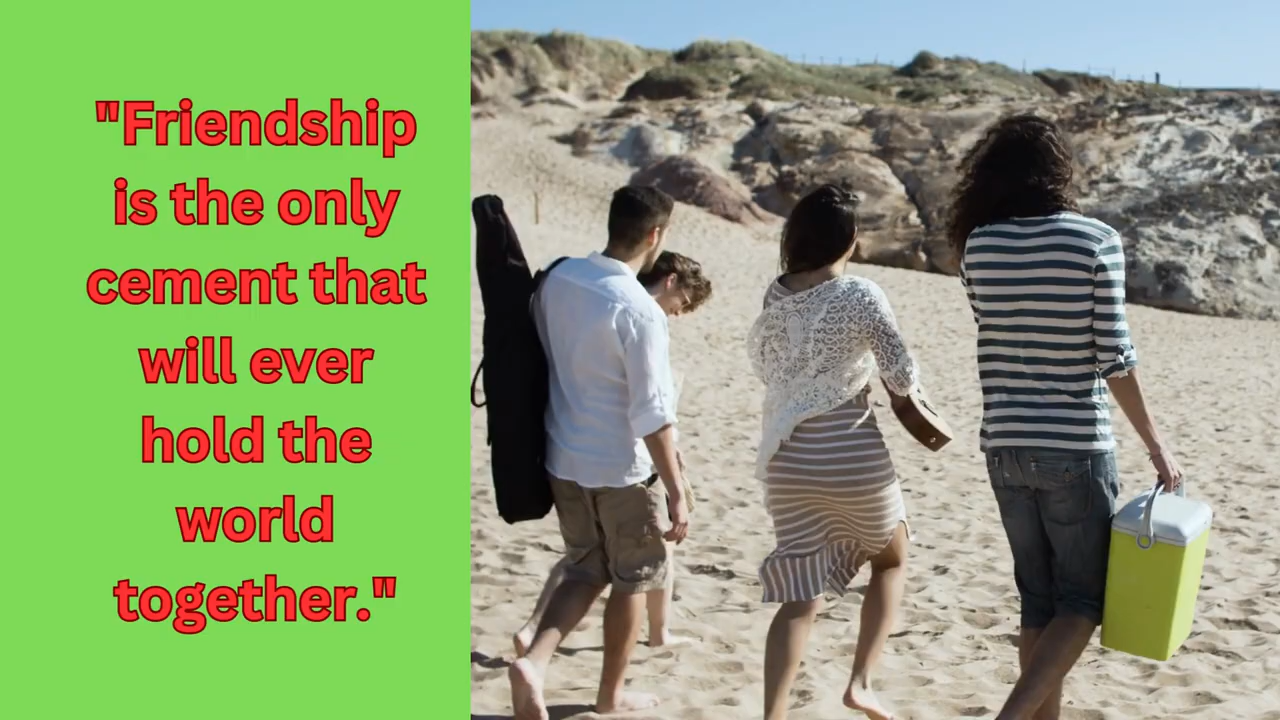 "Friendship
is the only
cement that
will ever
hold the
world
together."